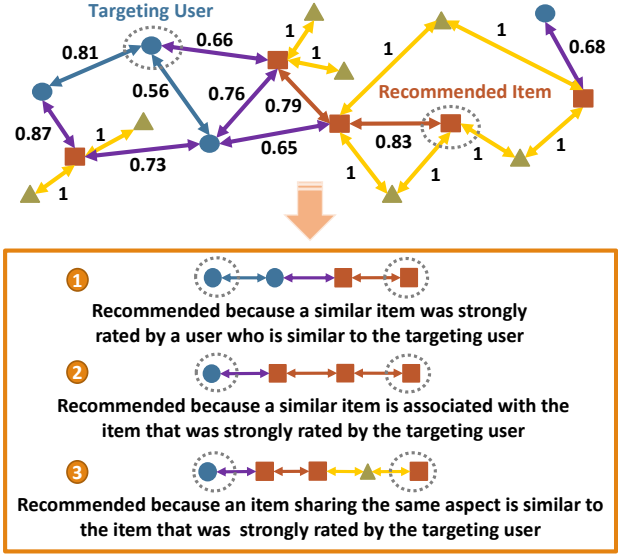 Targeting User
0.81
0.66
1
1
1
1
0.68
0.56
0.76
0.79
Recommended Item
0.87
1
0.73
0.65
0.83
1
1
1
1
1
1
Recommended because a similar item was strongly
rated by a user who is similar to the targeting user
2
Recommended because a similar item is associated with the
item that was strongly rated by the targeting user
3
Recommended because an item sharing the same aspect is similar to
the item that was strongly rated by the targeting user